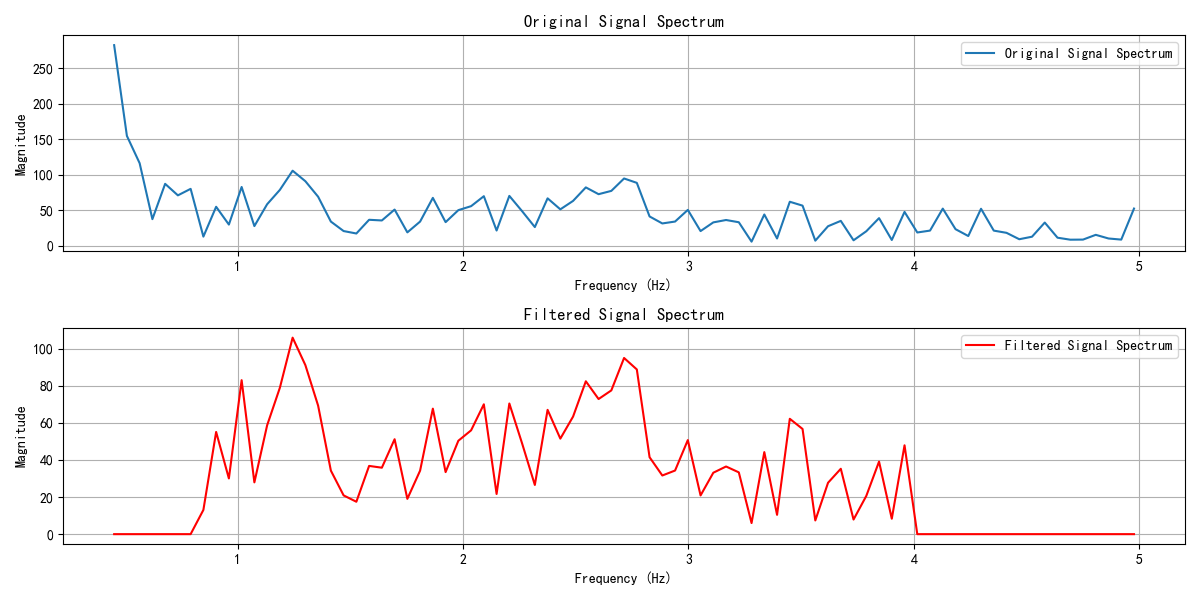 Original Signal Spectrum
Original Signal Spectrum
Magnitude
250
200
150
100
50
0
1
2
3
4
5
Frequency (Hz)
Filtered Signal Spectrum
Filtered Signal Spectrum
Magnitude
100
80
60
40
20
0
1
2
3
4
5
Frequency (Hz)